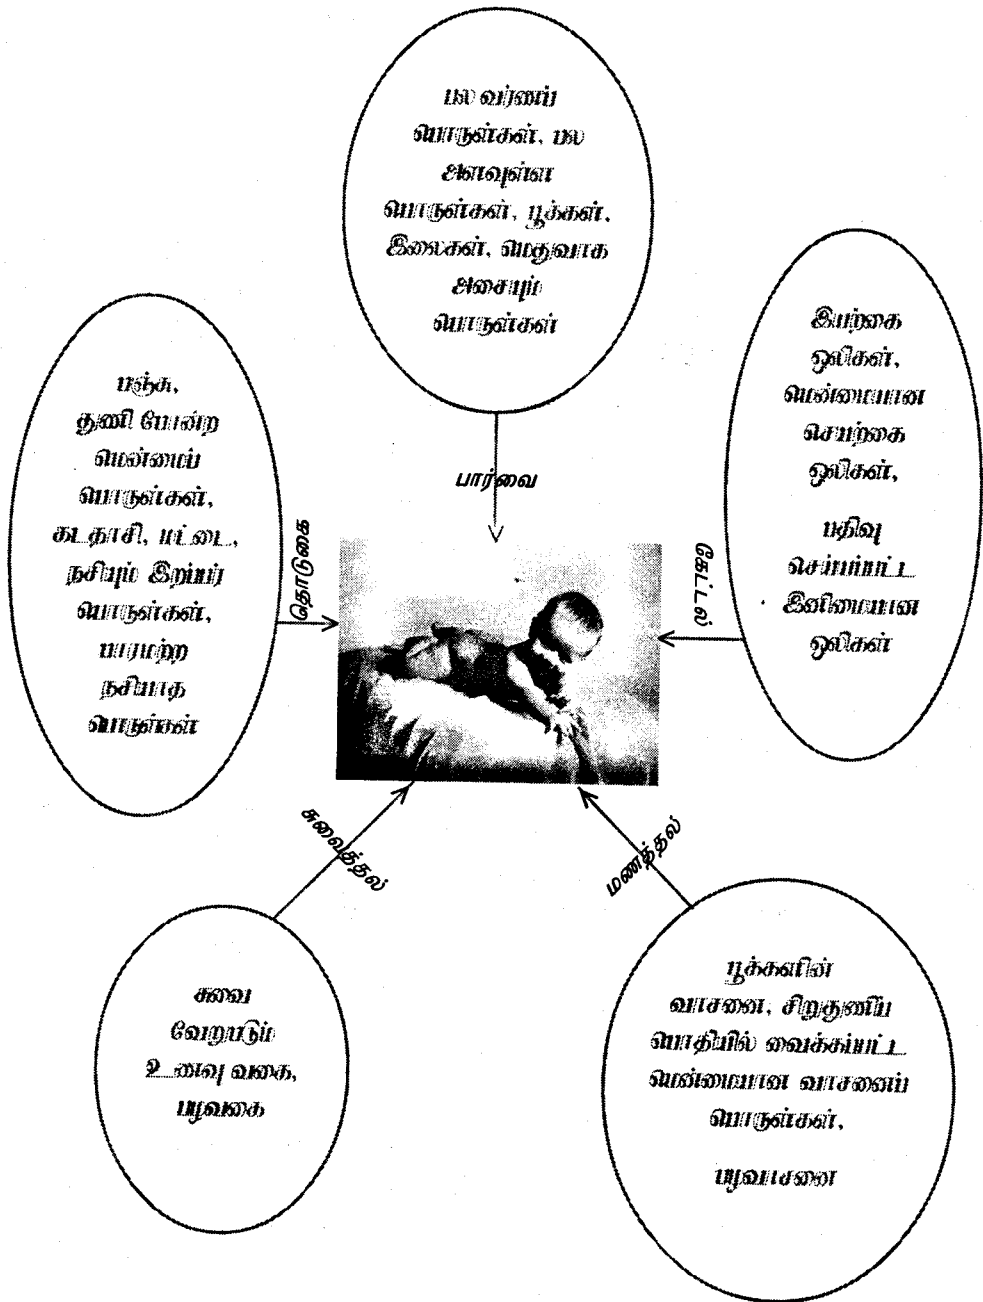 பல வர்ணப்
பொருள்கள், பல
அளவுள்ள
பொருள்கள், பூக்கள்,
இலைகள், மெதுவாக
அசையும்
பொருள்கள்
பார்வை
இயற்கை
ஒலிகள்,
மென்மையான
செயற்கை
ஒலிகள்,
பதிவு
செய்யப்பட்ட
இனிமையான
ஒலிகள்
கேட்டல்
பஞ்சு,
துணி போன்ற
மென்மைப்
பொருள்கள்,
கடதாசி, மட்டை,
நசியும் இறப்பர்
பொருள்கள்,
பாரமற்ற
நசியாத
பொருள்கள்
தொடுகை
சுவைத்தல்
மணத்தல்
சுவை
வேறுபடும்
உணவு வகை,
பழவகை
பூக்களின்
வாசனை, சிறுதுணிப்
பொதியில் வைக்கப்பட்ட
மென்மையான வாசனைப்
பொருள்கள்,
பழவாசனை